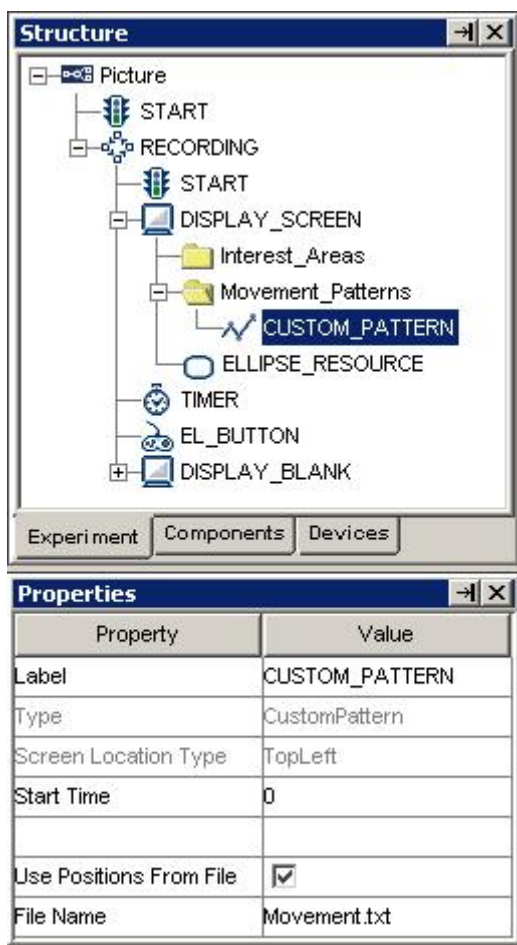 Structure
Picture
START
RECORDING
START
DISPLAY_SCREEN
Interest_Areas
Movement_Patterns
CUSTOM_PATTERN
ELLIPSE_RESOURCE
TIMER
EL_BUTTON
DISPLAY_BLANK
Experiment Components Devices
Properties
Property Value
Label CUSTOM_PATTERN
Type CustomPattern
Screen Location Type TopLeft
Start Time 0
Use Positions From File
File Name Movement.txt